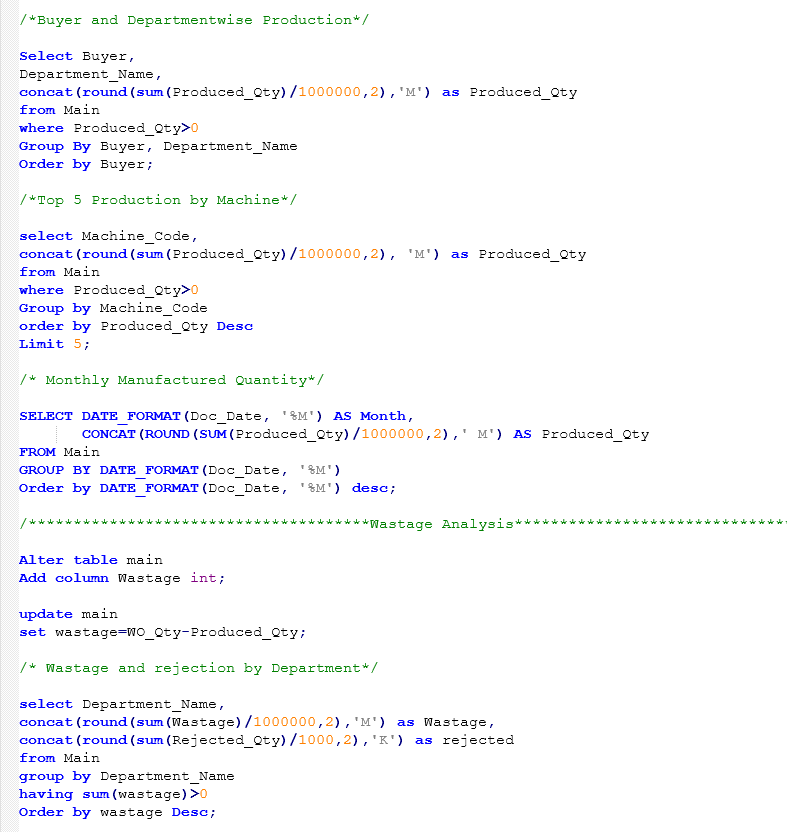 /*Buyer and Departmentwise Production*/
Select Buyer,
Department_Name,
concat(round(sum(Produced_Qty)/1000000,2),'M') as Produced_Qty
from Main
where Produced_Qty>0
Group By Buyer, Department_Name
Order by Buyer;
/*Top 5 Production by Machine*/
select Machine_Code,
concat(round(sum(Produced_Qty)/1000000,2), 'M') as Produced_Qty
from Main
where Produced_Qty>0
Group by Machine_Code
order by Produced_Qty Desc
Limit 5;
/* Monthly Manufactured Quantity*/
SELECT DATE_FORMAT(Doc_Date, '%M') AS Month,
       CONCAT(ROUND(SUM(Produced_Qty)/1000000,2),' M') AS Produced_Qty
FROM Main
GROUP BY DATE_FORMAT(Doc_Date, '%M')
Order by DATE_FORMAT(Doc_Date, '%M') desc;
/**************************************Wastage Analysis*******************************
Alter table main
Add column Wastage int;
update main
set wastage=WO_Qty-Produced_Qty;
/* Wastage and rejection by Department*/
select Department_Name,
concat(round(sum(Wastage)/1000000,2),'M') as Wastage,
concat(round(sum(Rejected_Qty)/1000,2),'K') as rejected
from Main
group by Department_Name
having sum(wastage)>0
Order by wastage Desc;